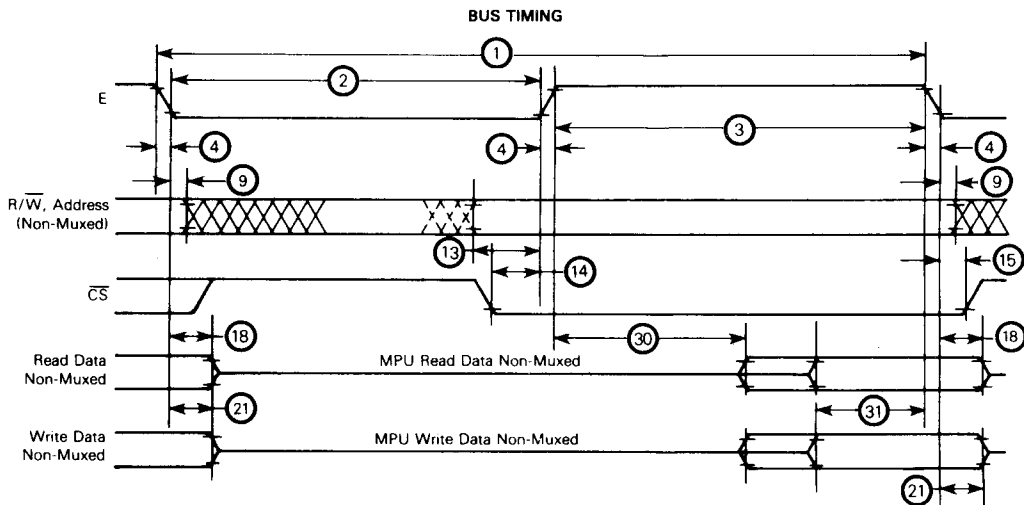 BUS TIMING
1
2
E
3
4
4
4
9
9
R/W̅, Address
(Non-Muxed)
13
14
15
C̅S̅
18
30
18
Read Data
Non-Muxed
MPU Read Data Non-Muxed
21
31
Write Data
Non-Muxed
MPU Write Data Non-Muxed
21